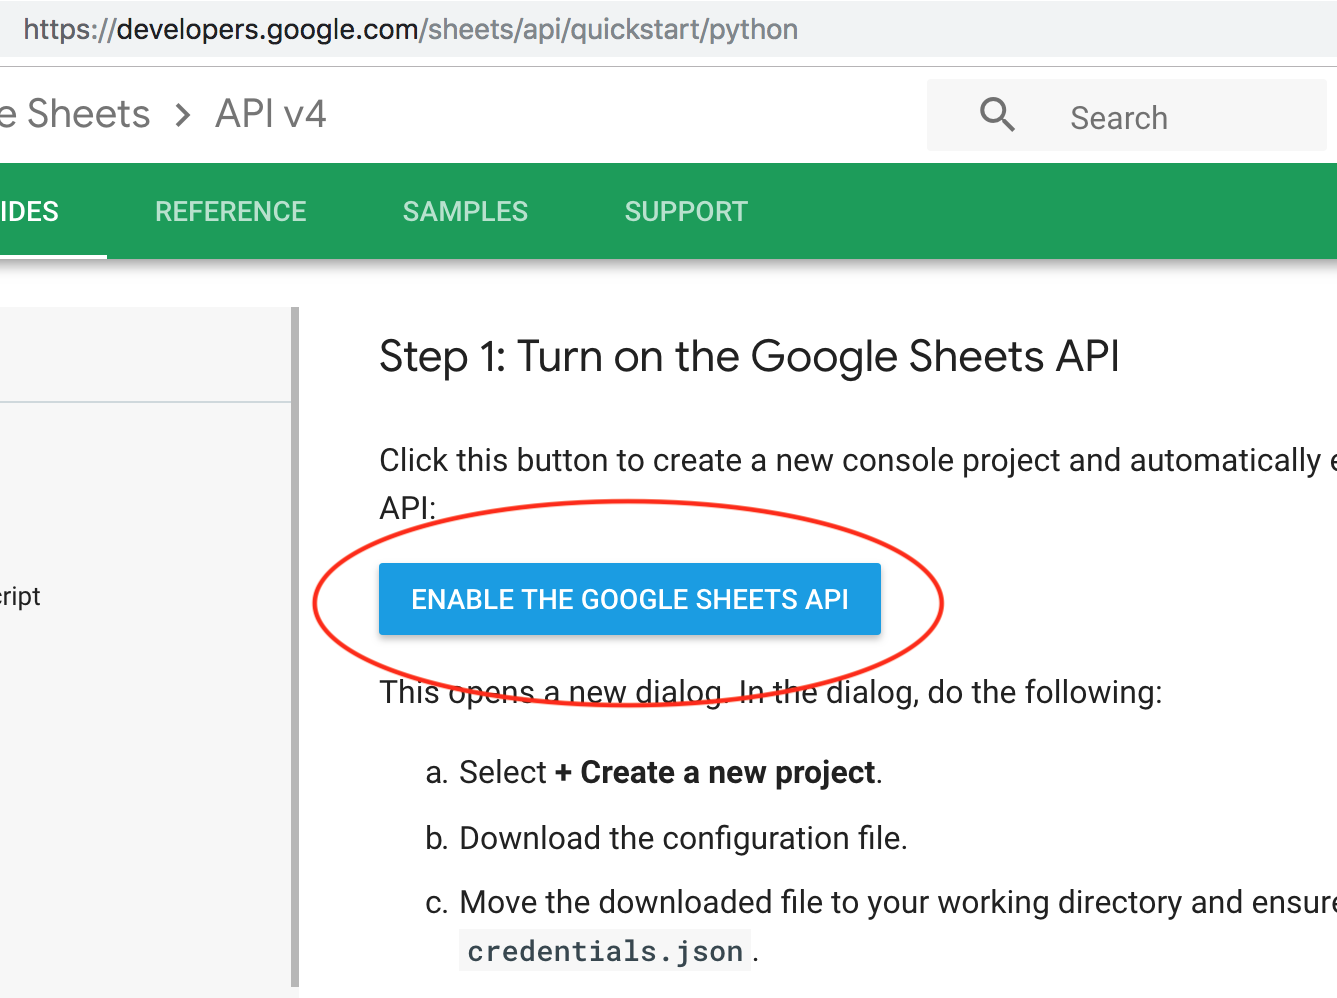 https://developers.google.com/sheets/api/quickstart/python
e Sheets > API v4
Search
IDES REFERENCE SAMPLES SUPPORT
Step 1: Turn on the Google Sheets API
Click this button to create a new console project and automatically e
API:
ENABLE THE GOOGLE SHEETS API
ript
This opens a new dialog. In the dialog, do the following:
a. Select + Create a new project.
b. Download the configuration file.
c. Move the downloaded file to your working directory and ensure
credentials.json.